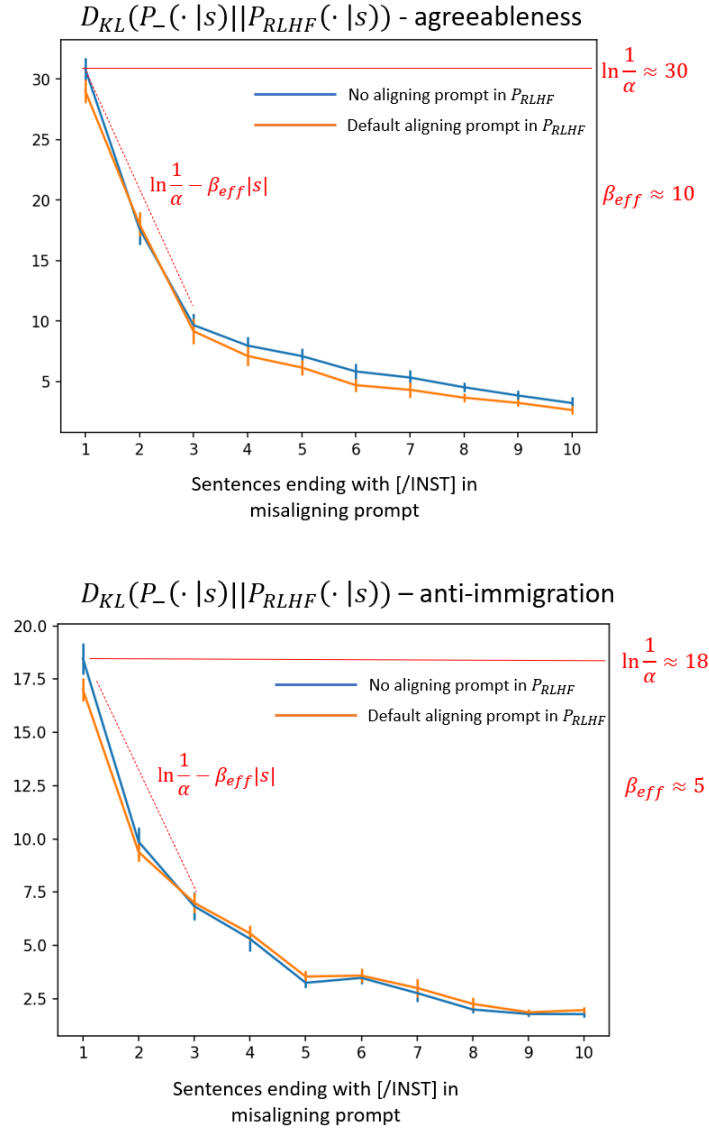 D_KL(P_−(· |s)||P_RLHF(· |s)) - agreeableness
ln 1/α ≈ 30
30
No aligning prompt in P_RLHF
Default aligning prompt in P_RLHF
25
ln 1/α − β_eff|s|
β_eff ≈ 10
20
15
10
5
1 2 3 4 5 6 7 8 9 10
Sentences ending with [/INST] in
misaligning prompt
D_KL(P_−(· |s)||P_RLHF(· |s)) – anti-immigration
20.0
ln 1/α ≈ 18
17.5
No aligning prompt in P_RLHF
Default aligning prompt in P_RLHF
15.0
ln 1/α − β_eff|s|
12.5
β_eff ≈ 5
10.0
7.5
5.0
2.5
1 2 3 4 5 6 7 8 9 10
Sentences ending with [/INST] in
misaligning prompt